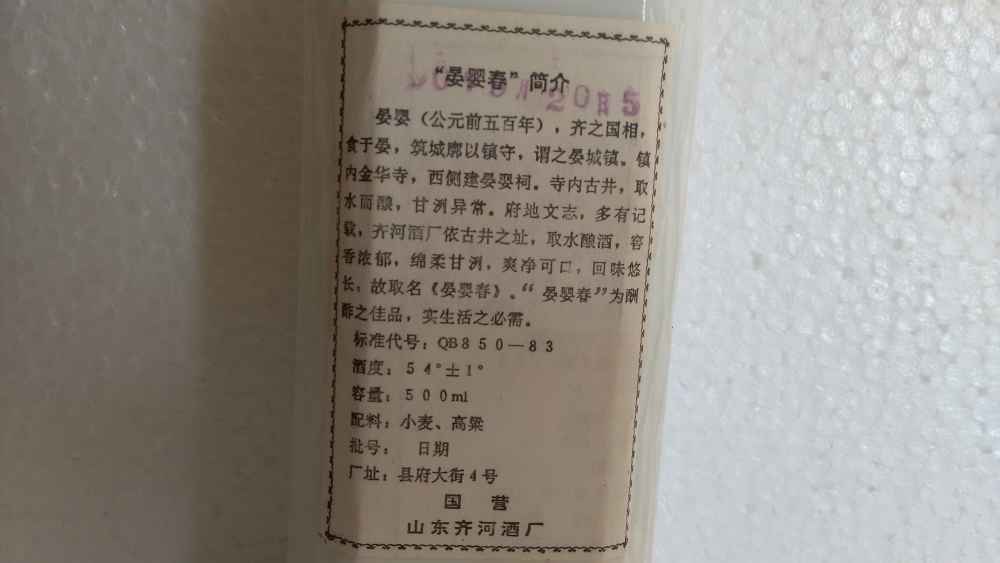 “晏婴春”简介
20日5
晏婴（公元前五百年），齐之国相，
食于晏，筑城廓以镇守，谓之晏城镇。镇
内金华寺，西侧建晏婴祠。寺内古井，取
水而酿，甘洌异常。府地文志，多有记
载，齐河酒厂依古井之址，取水酿酒，窖
香浓郁，绵柔甘洌，爽净可口，回味悠
长，故取名《晏婴春》。“晏婴春”为酬
酢之佳品，实生活之必需。
标准代号：QB850—83
酒度：54°±1°
容量：500ml
配料：小麦、高粱
批号： 日期
厂址：县府大街4号
国 营
山东齐河酒厂